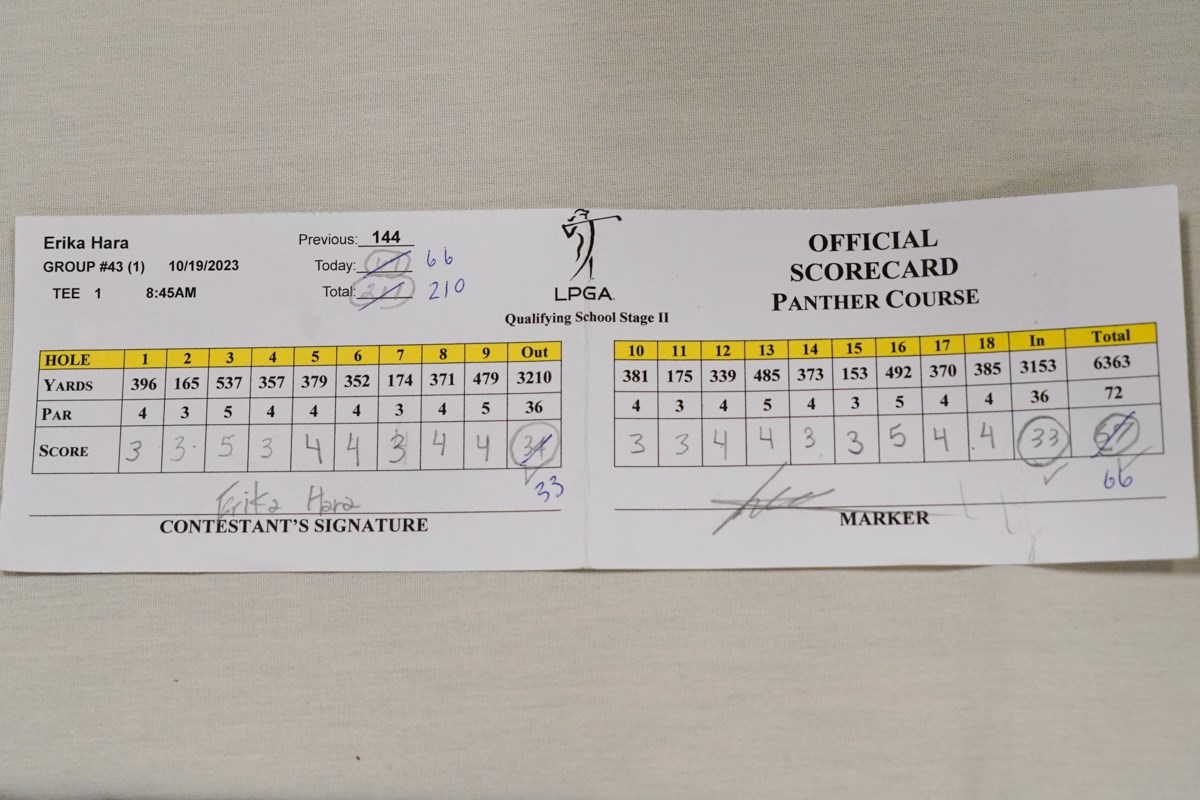 Erika Hara
GROUP #43 (1) 10/19/2023
TEE 1 8:45AM
Previous: 144
Today: 66
Total: 211 210
LPGA
Qualifying School Stage II
OFFICIAL
SCORECARD
PANTHER COURSE
HOLE 1 2 3 4 5 6 7 8 9 Out
YARDS 396 165 537 357 379 352 174 371 479 3210
PAR 4 3 5 4 4 4 3 4 5 36
SCORE 3 3 5 3 4 4 3 4 4 34
33
Erika Hara
CONTESTANT'S SIGNATURE
10 11 12 13 14 15 16 17 18 In Total
381 175 339 485 373 153 492 370 385 3153 6363
4 3 4 5 4 3 5 4 4 36 72
3 3 4 4 3 3 5 4 4 33 67
66
MARKER